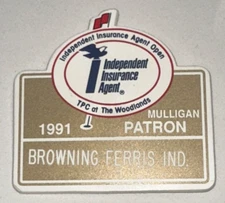 Independent Insurance Agent Open
Independent
Insurance
Agent
®
TPC at The Woodlands
MULLIGAN
1991 PATRON
BROWNING FERRIS, IND.